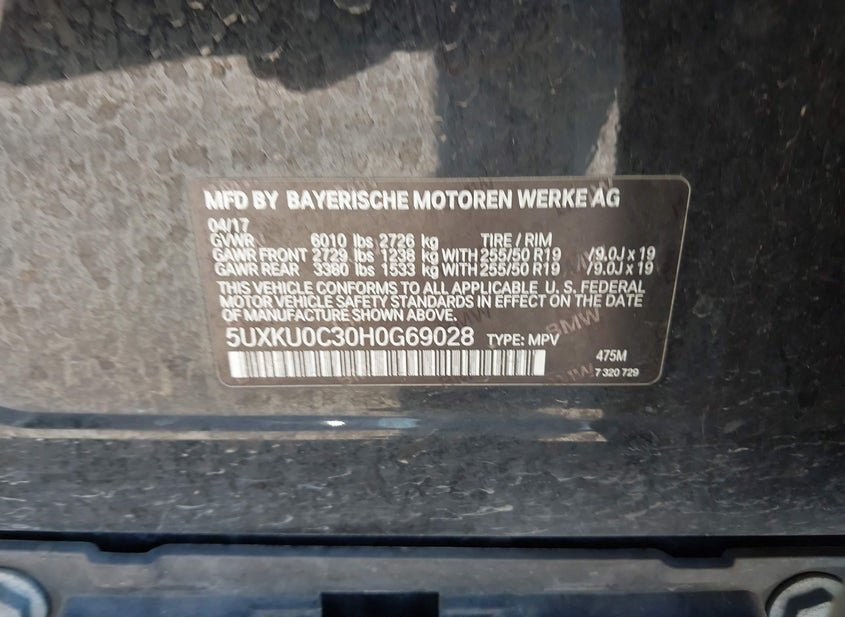 MFD BY BAYERISCHE MOTOREN WERKE AG
04/17
GVWR 6010 lbs 2726 kg TIRE / RIM
GAWR FRONT 2729 lbs 1238 kg WITH 255/50 R19 /9.0J x 19
GAWR REAR 3380 lbs 1533 kg WITH 255/50 R19 /9.0J x 19
THIS VEHICLE CONFORMS TO ALL APPLICABLE U.S. FEDERAL
MOTOR VEHICLE SAFETY STANDARDS IN EFFECT ON THE DATE
OF MANUFACTURE SHOWN ABOVE.
5UXKU0C30H0G69028 TYPE: MPV
475M
7 320 729
BMW
BMW